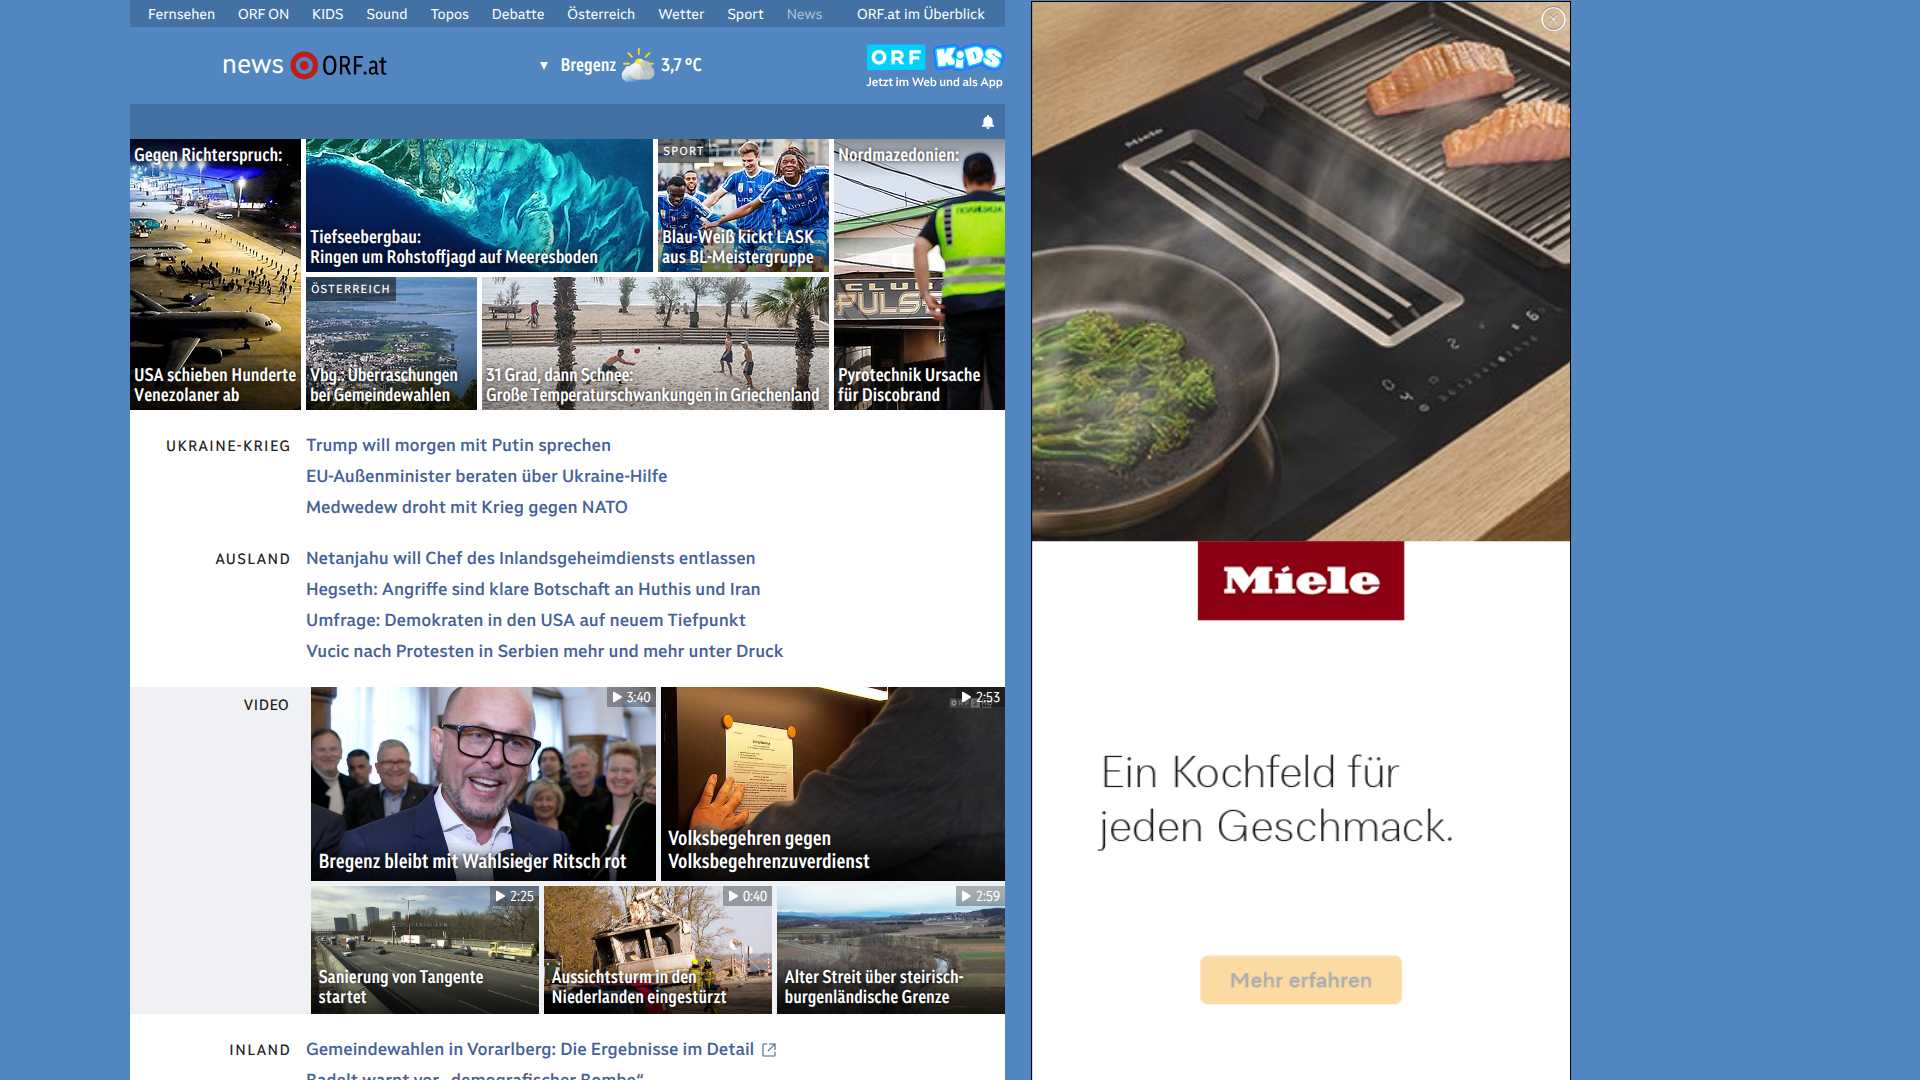 Fernsehen ORF ON KIDS Sound Topos Debatte Österreich Wetter Sport News ORF.at im Überblick
news ORF.at
Bregenz 3,7 °C
ORF KiDS
Jetzt im Web und als App
Gegen Richterspruch:
USA schieben Hunderte
Venezolaner ab
Tiefseebergbau:
Ringen um Rohstoffjagd auf Meeresboden
SPORT
Blau-Weiß kickt LASK
aus BL-Meistergruppe
Nordmazedonien:
CLUB
PULS
Pyrotechnik Ursache
für Discobrand
ÖSTERREICH
Vbg.: Überraschungen
bei Gemeindewahlen
31 Grad, dann Schnee:
Große Temperaturschwankungen in Griechenland
UKRAINE-KRIEG
Trump will morgen mit Putin sprechen
EU-Außenminister beraten über Ukraine-Hilfe
Medwedew droht mit Krieg gegen NATO
AUSLAND
Netanjahu will Chef des Inlandsgeheimdiensts entlassen
Hegseth: Angriffe sind klare Botschaft an Huthis und Iran
Umfrage: Demokraten in den USA auf neuem Tiefpunkt
Vucic nach Protesten in Serbien mehr und mehr unter Druck
VIDEO
3:40
Bregenz bleibt mit Wahlsieger Ritsch rot
2:53
Volksbegehren gegen
Volksbegehrenzuverdienst
2:25
Sanierung von Tangente
startet
0:40
Aussichtsturm in den
Niederlanden eingestürzt
2:59
Alter Streit über steirisch-
burgenländische Grenze
INLAND
Gemeindewahlen in Vorarlberg: Die Ergebnisse im Detail
Badelt warnt vor „demografischer Bombe“
Miele
Miele
Ein Kochfeld für
jeden Geschmack.
Mehr erfahren